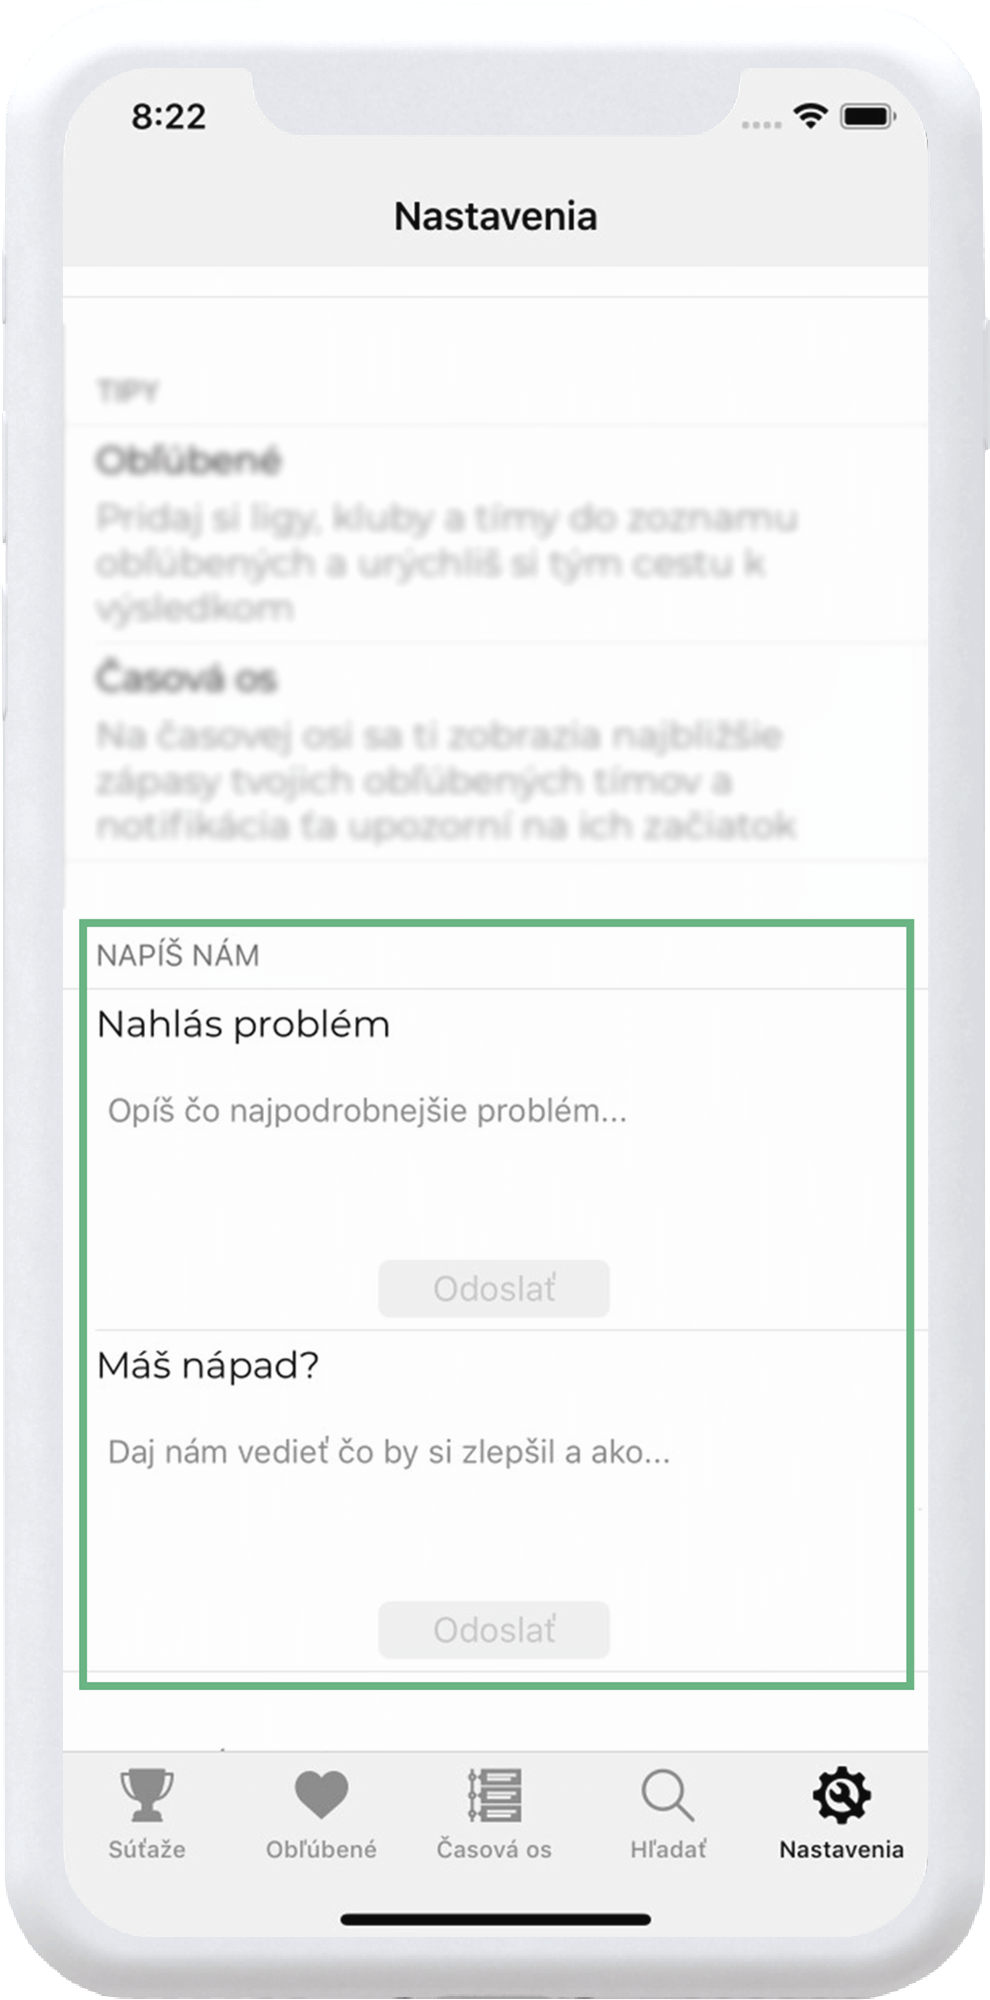 8:22
Nastavenia
TIPY
Obľúbené
Pridaj si ligy, kluby a tímy do zoznamu
obľúbených a urýchliš si tým cestu k
výsledkom
Časová os
Na časovej osi sa ti zobrazia najbližšie
zápasy tvojich obľúbených tímov a
notifikácia ťa upozorní na ich začiatok
NAPÍŠ NÁM
Nahlás problém
Opíš čo najpodrobnejšie problém...
Odoslať
Máš nápad?
Daj nám vedieť čo by si zlepšil a ako...
Odoslať
Súťaže
Obľúbené
Časová os
Hľadať
Nastavenia